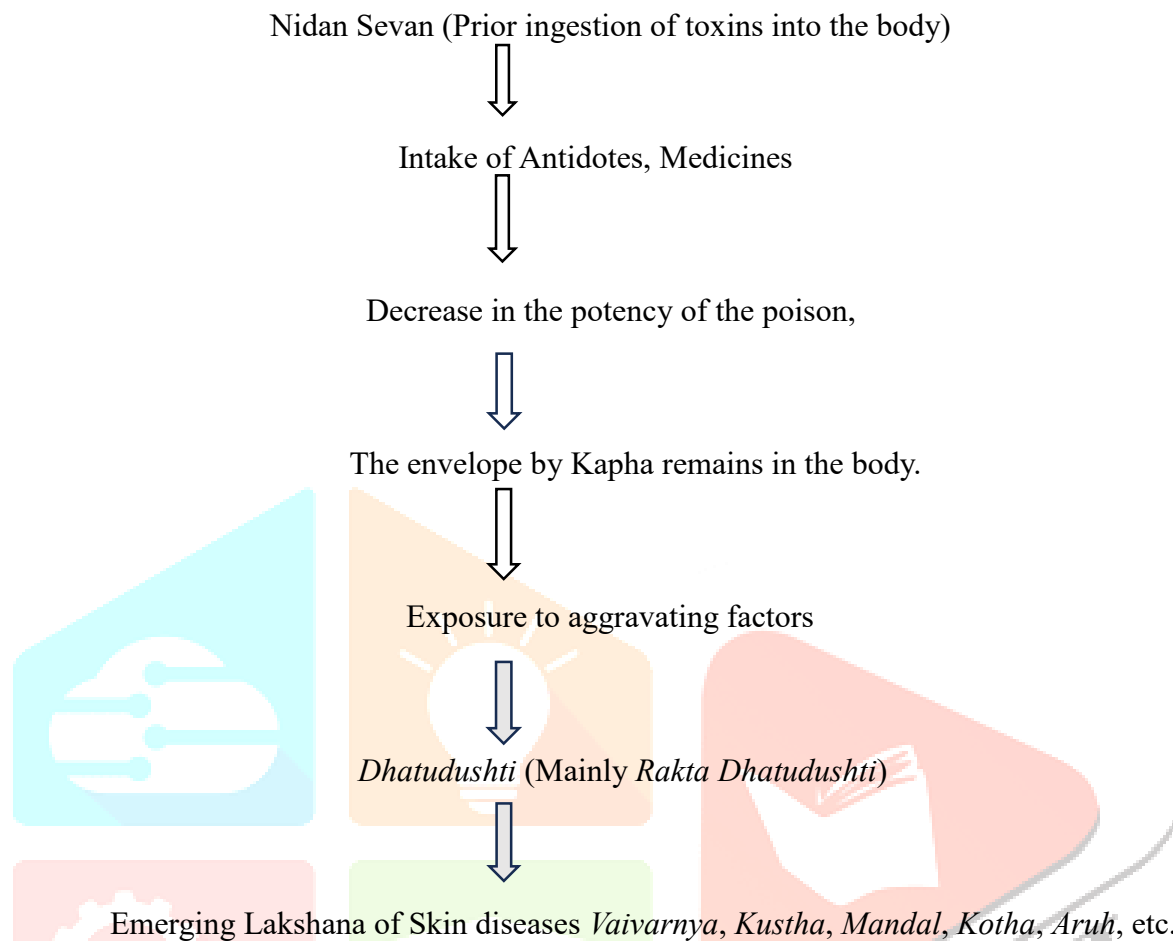 Nidan Sevan (Prior ingestion of toxins into the body)
Intake of Antidotes, Medicines
Decrease in the potency of the poison,
The envelope by Kapha remains in the body.
Exposure to aggravating factors
Dhatudushti (Mainly Rakta Dhatudushti)
Emerging Lakshana of Skin diseases Vaivarnya, Kustha, Mandal, Kotha, Aruh, etc.